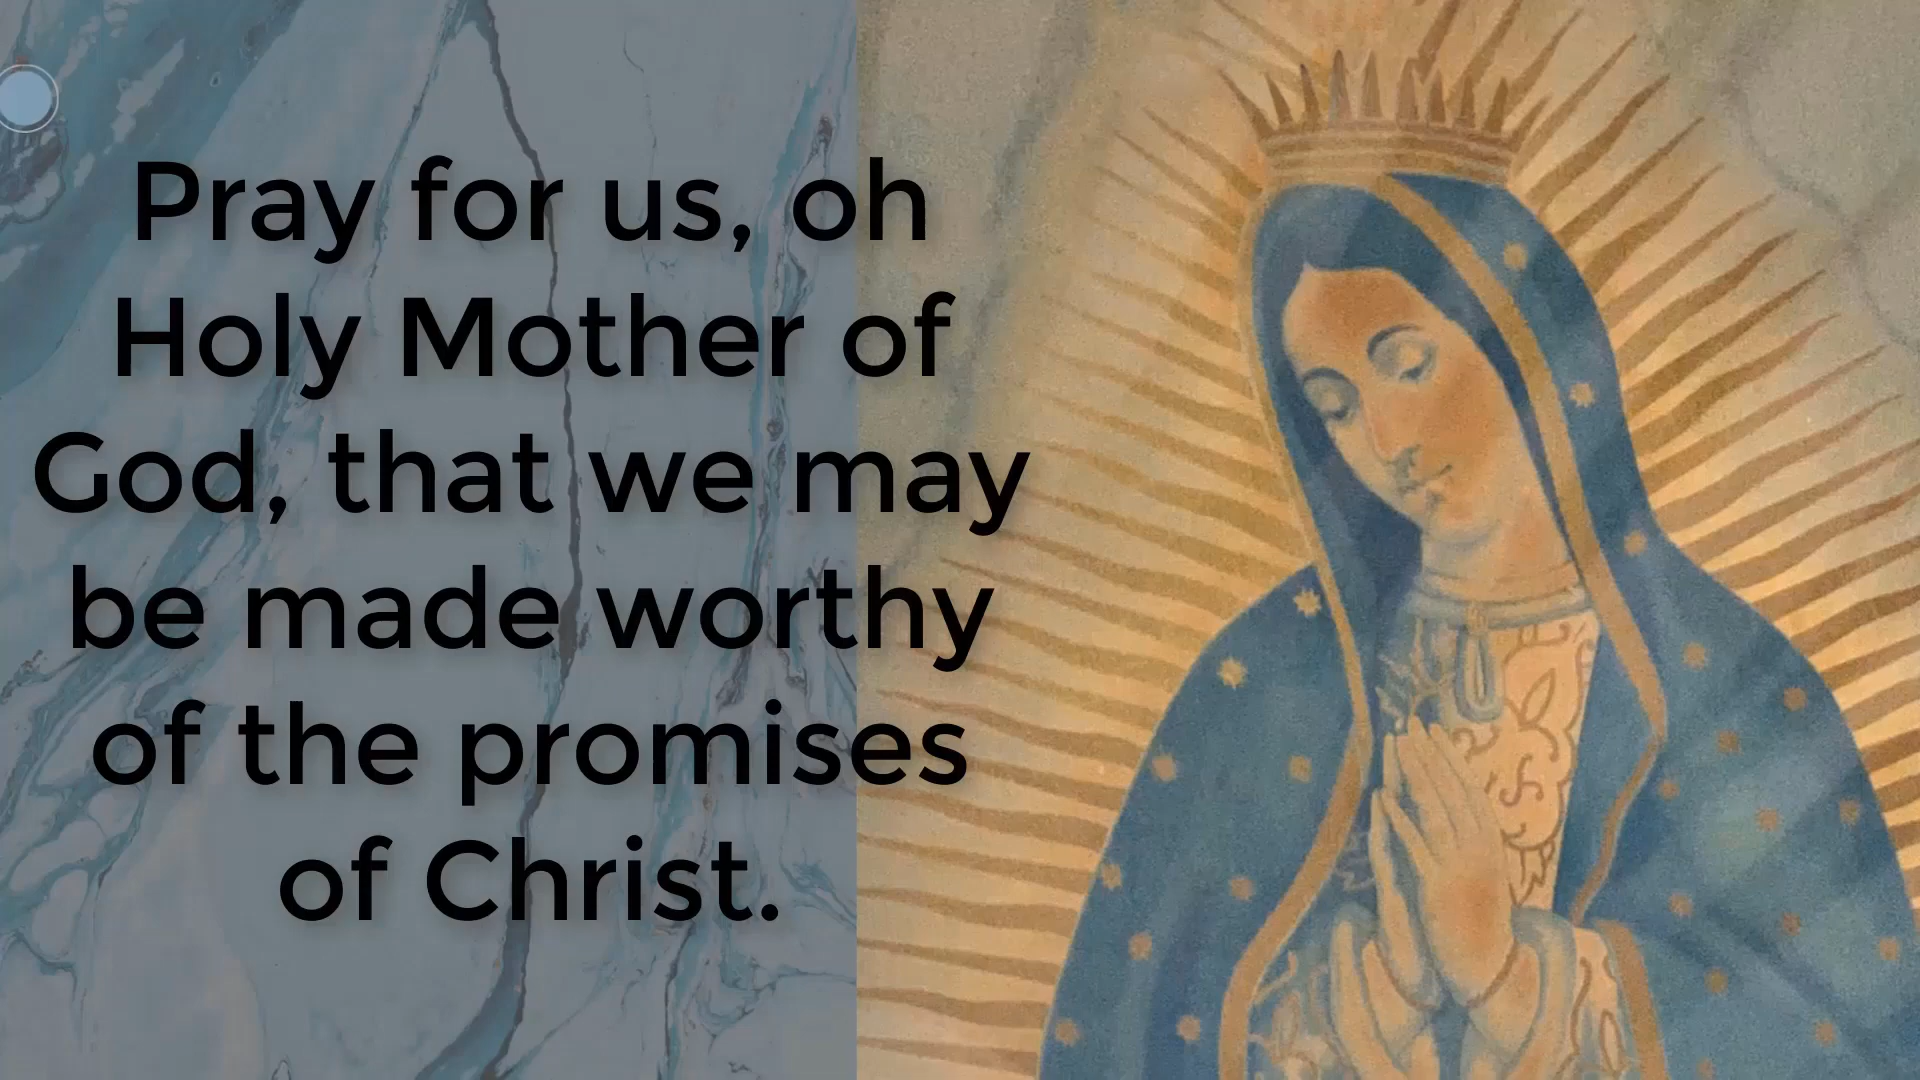 Pray for us, oh
Holy Mother of
God, that we may
be made worthy
of the promises
of Christ.